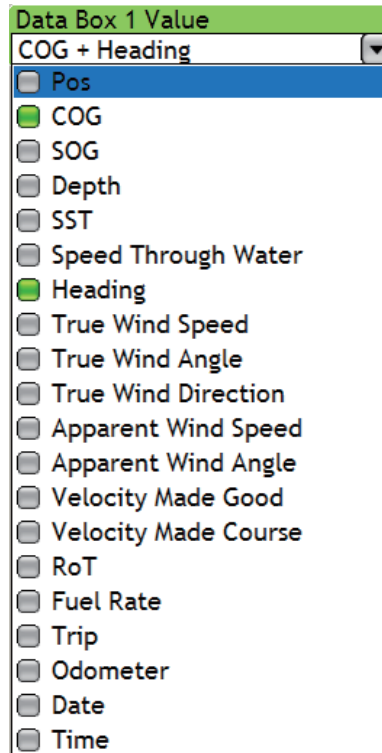 Data Box 1 Value
COG + Heading
Pos
COG
SOG
Depth
SST
Speed Through Water
Heading
True Wind Speed
True Wind Angle
True Wind Direction
Apparent Wind Speed
Apparent Wind Angle
Velocity Made Good
Velocity Made Course
RoT
Fuel Rate
Trip
Odometer
Date
Time